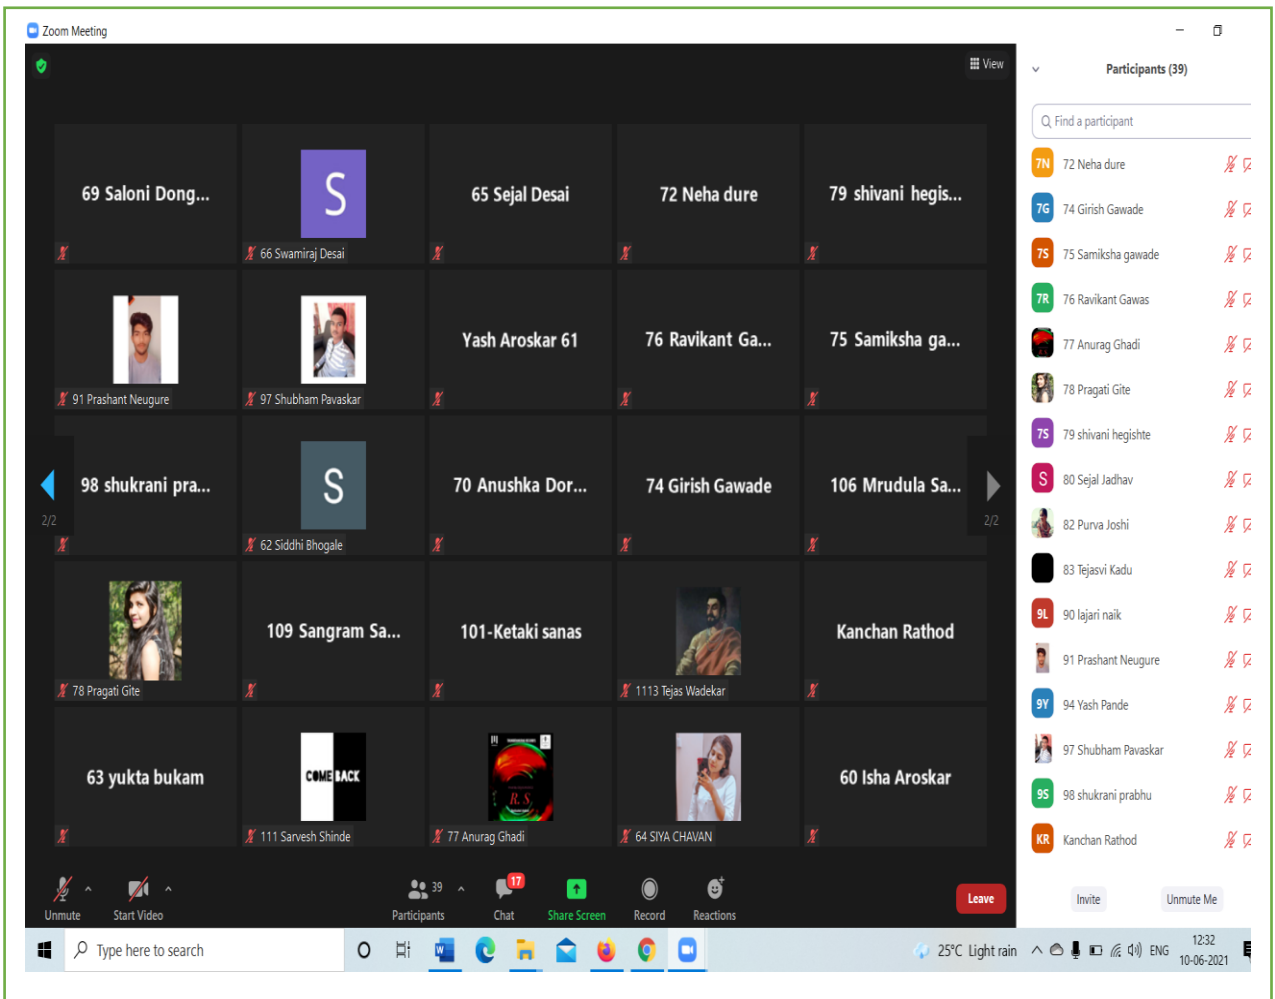 Zoom Meeting
View
69 Saloni Dong...
S
66 Swamiraj Desai
65 Sejal Desai
72 Neha dure
79 shivani hegis...
91 Prashant Neugure
97 Shubham Pavaskar
Yash Aroskar 61
76 Ravikant Ga...
75 Samiksha ga...
2/2
98 shukrani pra...
S
62 Siddhi Bhogale
70 Anushka Dor...
74 Girish Gawade
106 Mrudula Sa...
2/2
78 Pragati Gite
109 Sangram Sa...
101-Ketaki sanas
1113 Tejas Wadekar
Kanchan Rathod
63 yukta bukam
COME BACK
111 Sarvesh Shinde
R.S
77 Anurag Ghadi
64 SIYA CHAVAN
60 Isha Aroskar
Participants (39)
Find a participant
7N 72 Neha dure
7G 74 Girish Gawade
7S 75 Samiksha gawade
7R 76 Ravikant Gawas
77 Anurag Ghadi
78 Pragati Gite
7S 79 shivani hegishte
S 80 Sejal Jadhav
82 Purva Joshi
83 Tejasvi Kadu
9L 90 lajari naik
91 Prashant Neugure
9Y 94 Yash Pande
97 Shubham Pavaskar
9S 98 shukrani prabhu
KR Kanchan Rathod
Invite
Unmute Me
Unmute
Start Video
39
Participants
17
Chat
Share Screen
Record
Reactions
Leave
Type here to search
25°C Light rain
ENG
12:32
10-06-2021